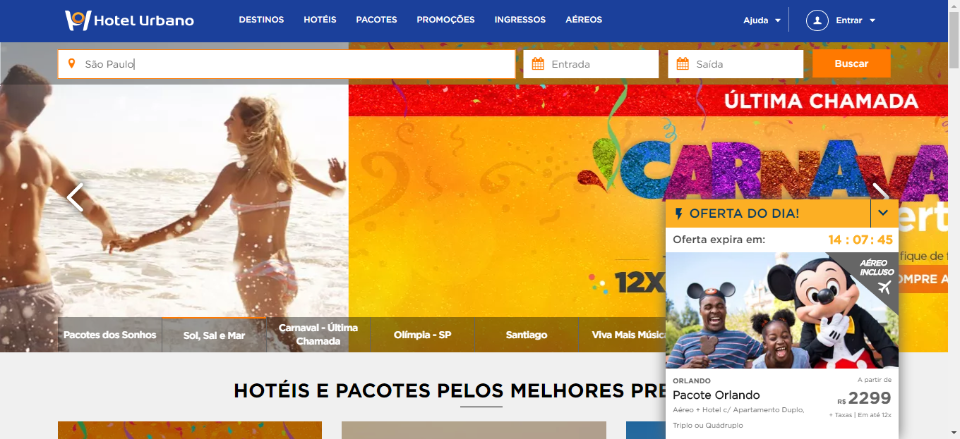 Hotel Urbano
DESTINOS HOTÉIS PACOTES PROMOÇÕES INGRESSOS AÉREOS
Ajuda Entrar
São Paulo Entrada Saída Buscar
ÚLTIMA CHAMADA
CARNAVA
ert
OFERTA DO DIA!
Oferta expira em: 14 : 07 : 45
fique de
12X
OMPRE A
AÉREO
INCLUSO
Pacotes dos Sonhos
Sol, Sal e Mar
Carnaval - Última
Chamada
Olímpia - SP
Santiago
Viva Mais Músic
HOTÉIS E PACOTES PELOS MELHORES PRE
ORLANDO
Pacote Orlando
Aéreo + Hotel c/ Apartamento Duplo,
Triplo ou Quádruplo
A partir de
R$ 2299
+ Taxas | Em até 12x